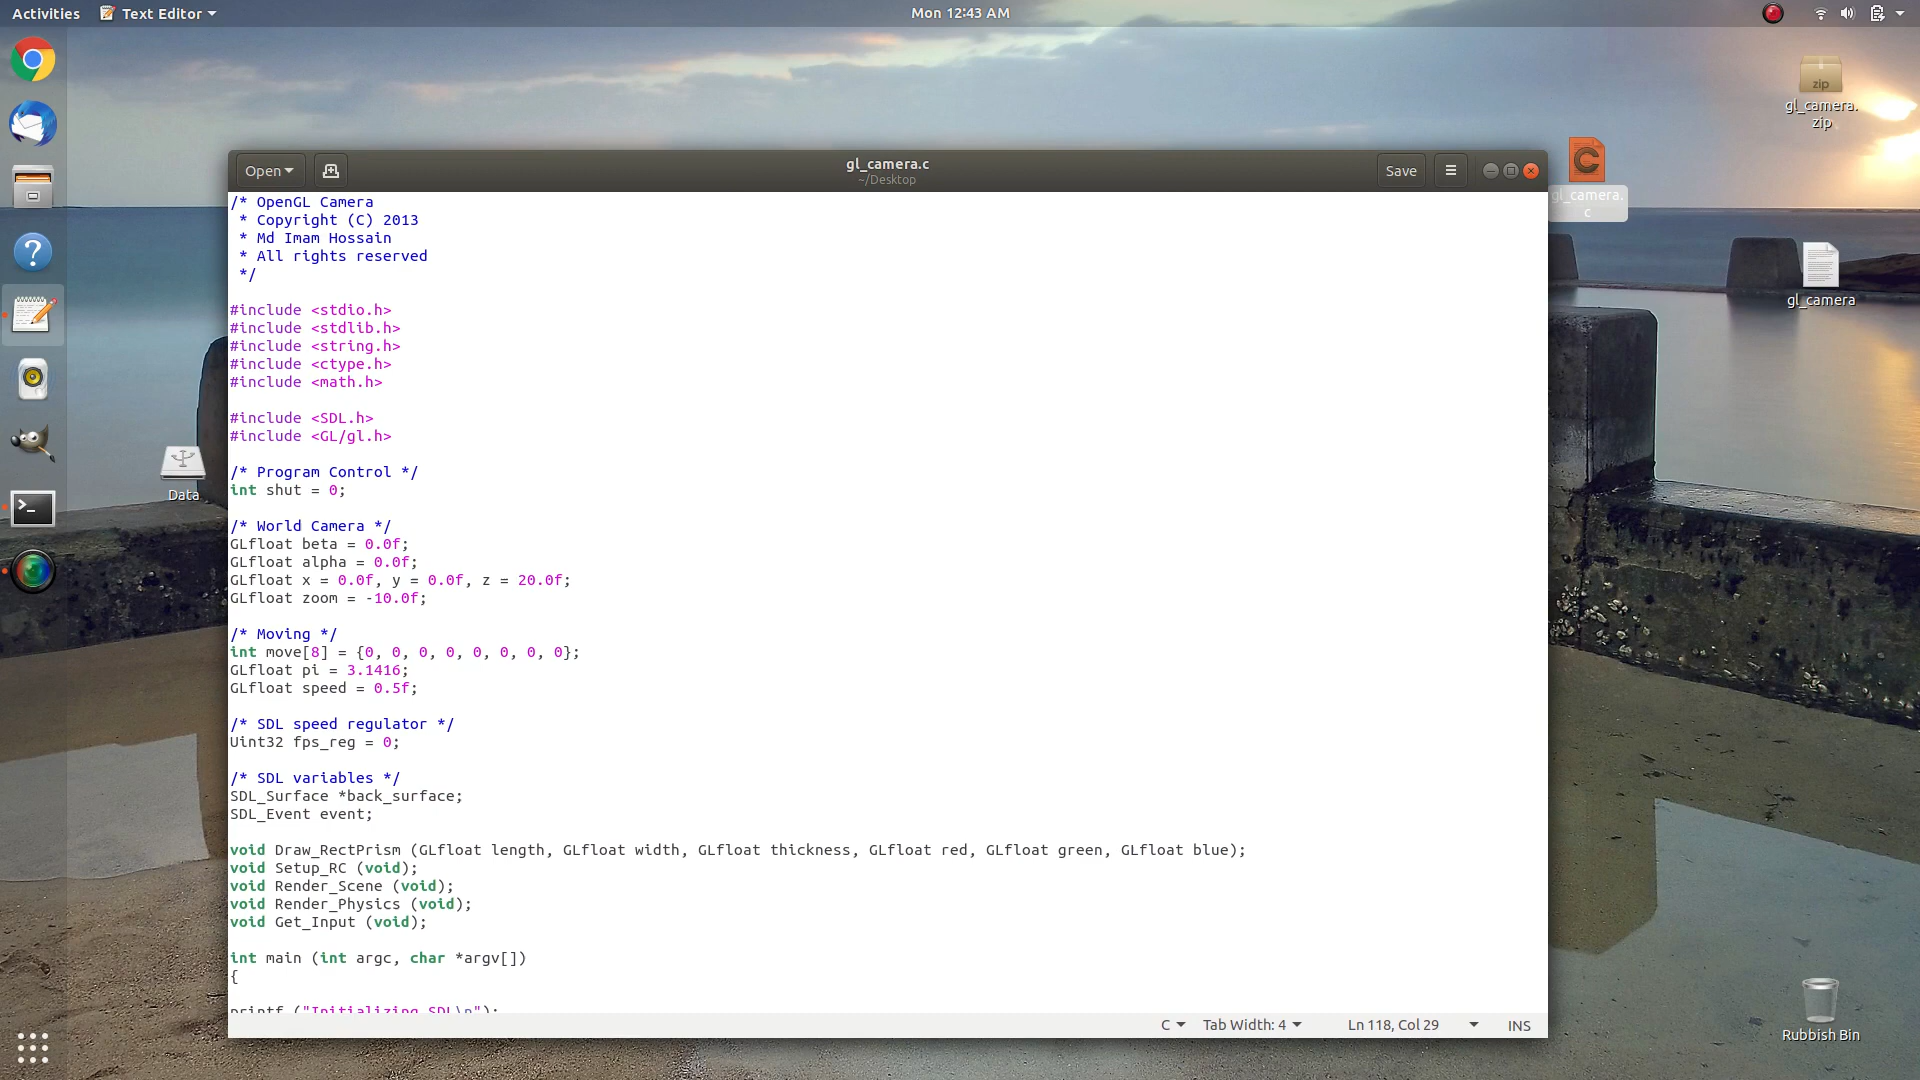 Activities
Text Editor
Mon 12:43 AM
zip
gl_camera.
zip
Open
gl_camera.c
~/Desktop
Save
gl_camera.
c
gl_camera
Data
/* OpenGL Camera
 * Copyright (C) 2013
 * Md Imam Hossain
 * All rights reserved
 */
#include <stdio.h>
#include <stdlib.h>
#include <string.h>
#include <ctype.h>
#include <math.h>
#include <SDL.h>
#include <GL/gl.h>
/* Program Control */
int shut = 0;
/* World Camera */
GLfloat beta = 0.0f;
GLfloat alpha = 0.0f;
GLfloat x = 0.0f, y = 0.0f, z = 20.0f;
GLfloat zoom = -10.0f;
/* Moving */
int move[8] = {0, 0, 0, 0, 0, 0, 0, 0};
GLfloat pi = 3.1416;
GLfloat speed = 0.5f;
/* SDL speed regulator */
Uint32 fps_reg = 0;
/* SDL variables */
SDL_Surface *back_surface;
SDL_Event event;
void Draw_RectPrism (GLfloat length, GLfloat width, GLfloat thickness, GLfloat red, GLfloat green, GLfloat blue);
void Setup_RC (void);
void Render_Scene (void);
void Render_Physics (void);
void Get_Input (void);
int main (int argc, char *argv[])
{
printf ("Initializing SDL\n");
C
Tab Width: 4
Ln 118, Col 29
INS
Rubbish Bin